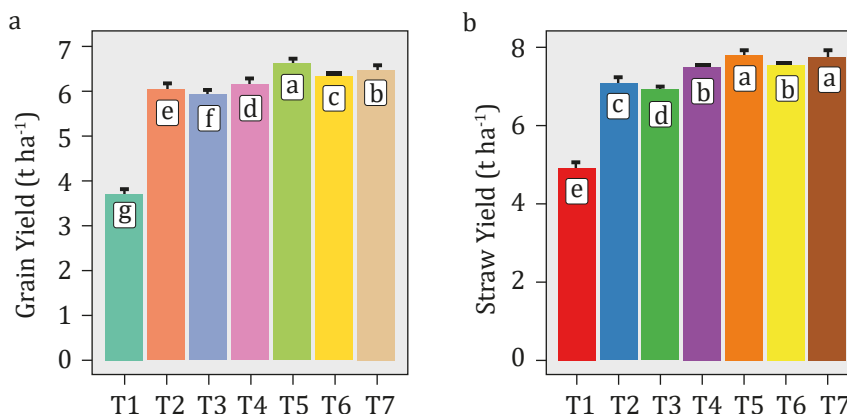 a
Grain Yield (t ha⁻¹)
7
6
5
4
3
2
1
0
g
e
f
d
a
c
b
T1 T2 T3 T4 T5 T6 T7
b
Straw Yield (t ha⁻¹)
8
6
4
2
0
e
c
d
b
a
b
a
T1 T2 T3 T4 T5 T6 T7